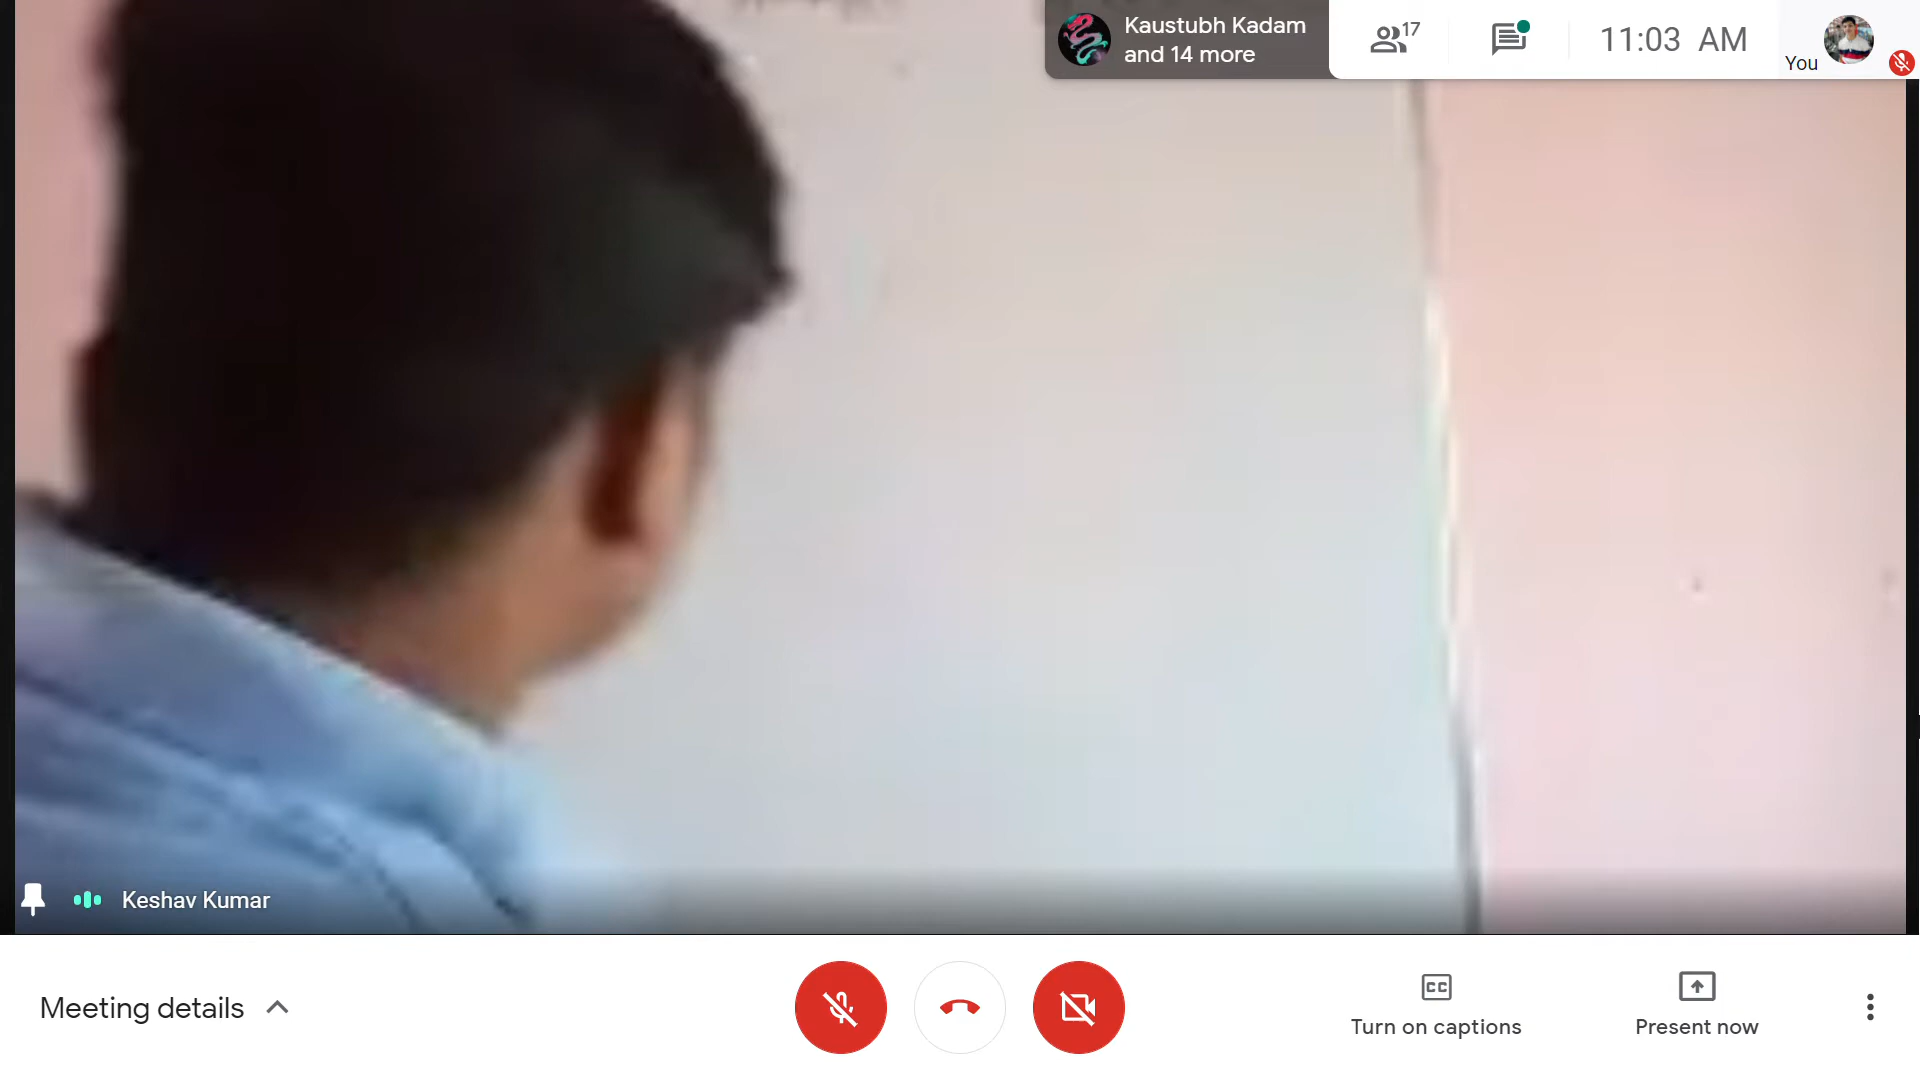 Kaustubh Kadam
and 14 more
17
11:03 AM
You
Keshav Kumar
Meeting details
CC
Turn on captions
Present now